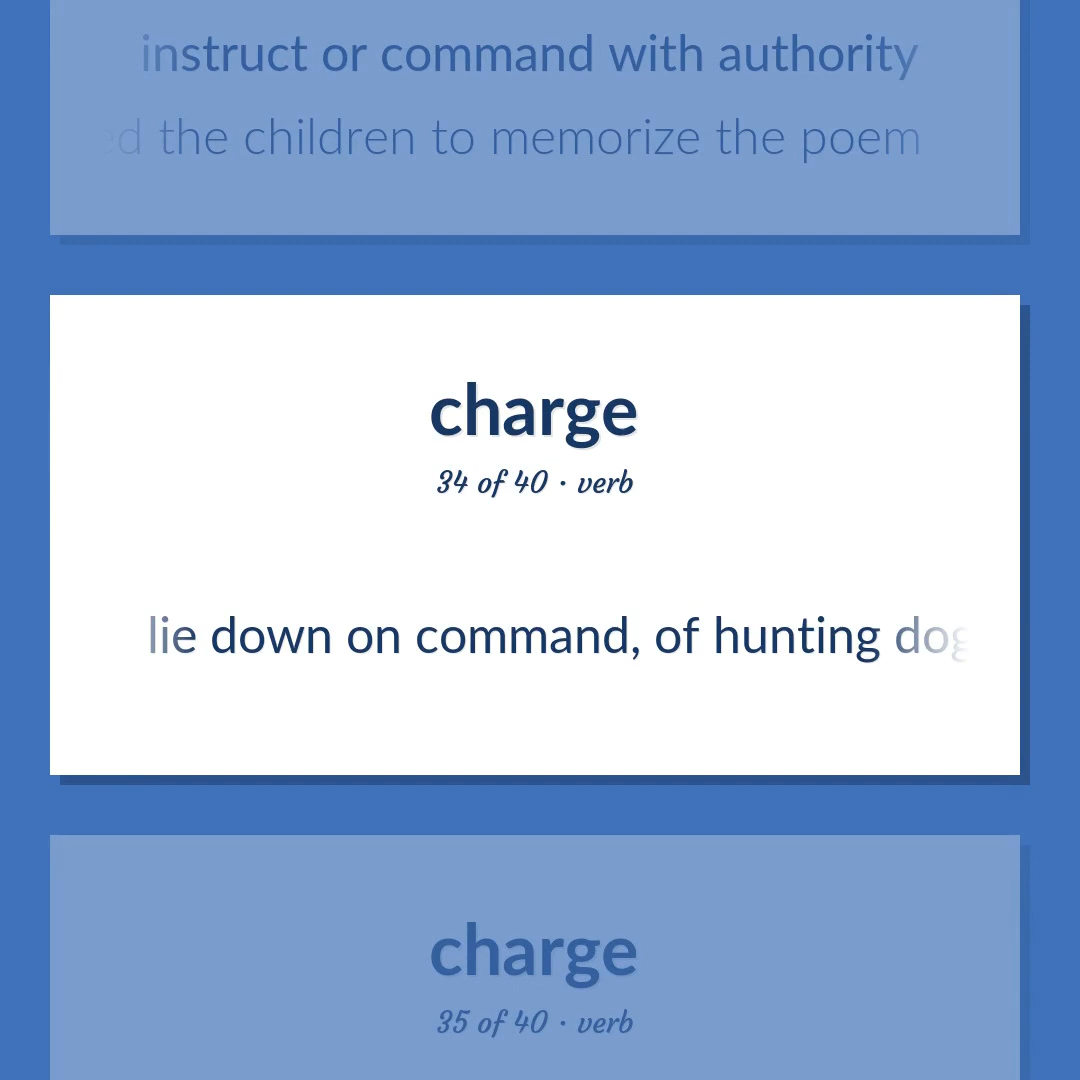 instruct or command with authority
the children to memorize the poem
charge
34 of 40 · verb
lie down on command, of hunting
charge
35 of 40 · verb